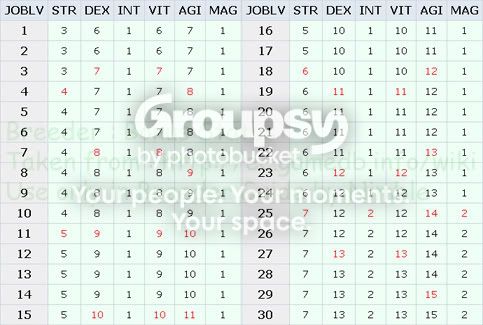 JOBLV STR DEX INT VIT AGI MAG JOBLV STR DEX INT VIT AGI MAG
1 3 6 1 6 7 1 16 5 10 1 10 11 1
2 3 6 1 6 7 1 17 5 10 1 10 11 1
3 3 7 1 7 7 1 18 6 10 1 10 12 1
4 4 7 1 7 8 1 19 6 11 1 11 12 1
5 4 7 1 7 8 1 20 6 11 1 11 12 1
6 4 7 1 7 8 1 21 6 11 1 11 12 1
7 4 8 1 8 8 1 22 6 11 1 11 13 1
8 4 8 1 8 9 1 23 6 12 1 12 13 1
9 4 8 1 8 9 1 24 6 12 1 12 13 1
10 4 8 1 8 9 1 25 7 12 2 12 14 2
11 5 9 1 9 10 1 26 7 12 2 12 14 2
12 5 9 1 9 10 1 27 7 13 2 13 14 2
13 5 9 1 9 10 1 28 7 13 2 13 14 2
14 5 9 1 9 10 1 29 7 13 2 13 15 2
15 5 10 1 10 11 1 30 7 13 2 13 15 2
Groupsy
by photobucket
Your people. Your moments.
Your space